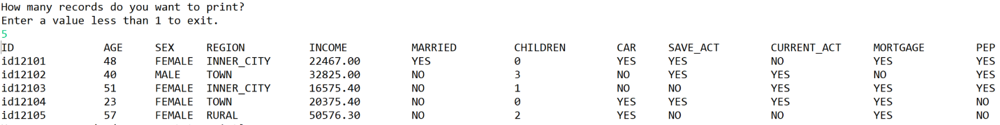 How many records do you want to print?
Enter a value less than 1 to exit.
5
ID AGE SEX REGION INCOME MARRIED CHILDREN CAR SAVE_ACT CURRENT_ACT MORTGAGE PEP
id12101 48 FEMALE INNER_CITY 22467.00 YES 0 YES YES NO YES YES
id12102 40 MALE TOWN 32825.00 NO 3 NO YES YES NO YES
id12103 51 FEMALE INNER_CITY 16575.40 NO 1 NO NO YES YES YES
id12104 23 FEMALE TOWN 20375.40 NO 0 YES YES YES YES NO
id12105 57 FEMALE RURAL 50576.30 NO 2 YES NO NO YES NO